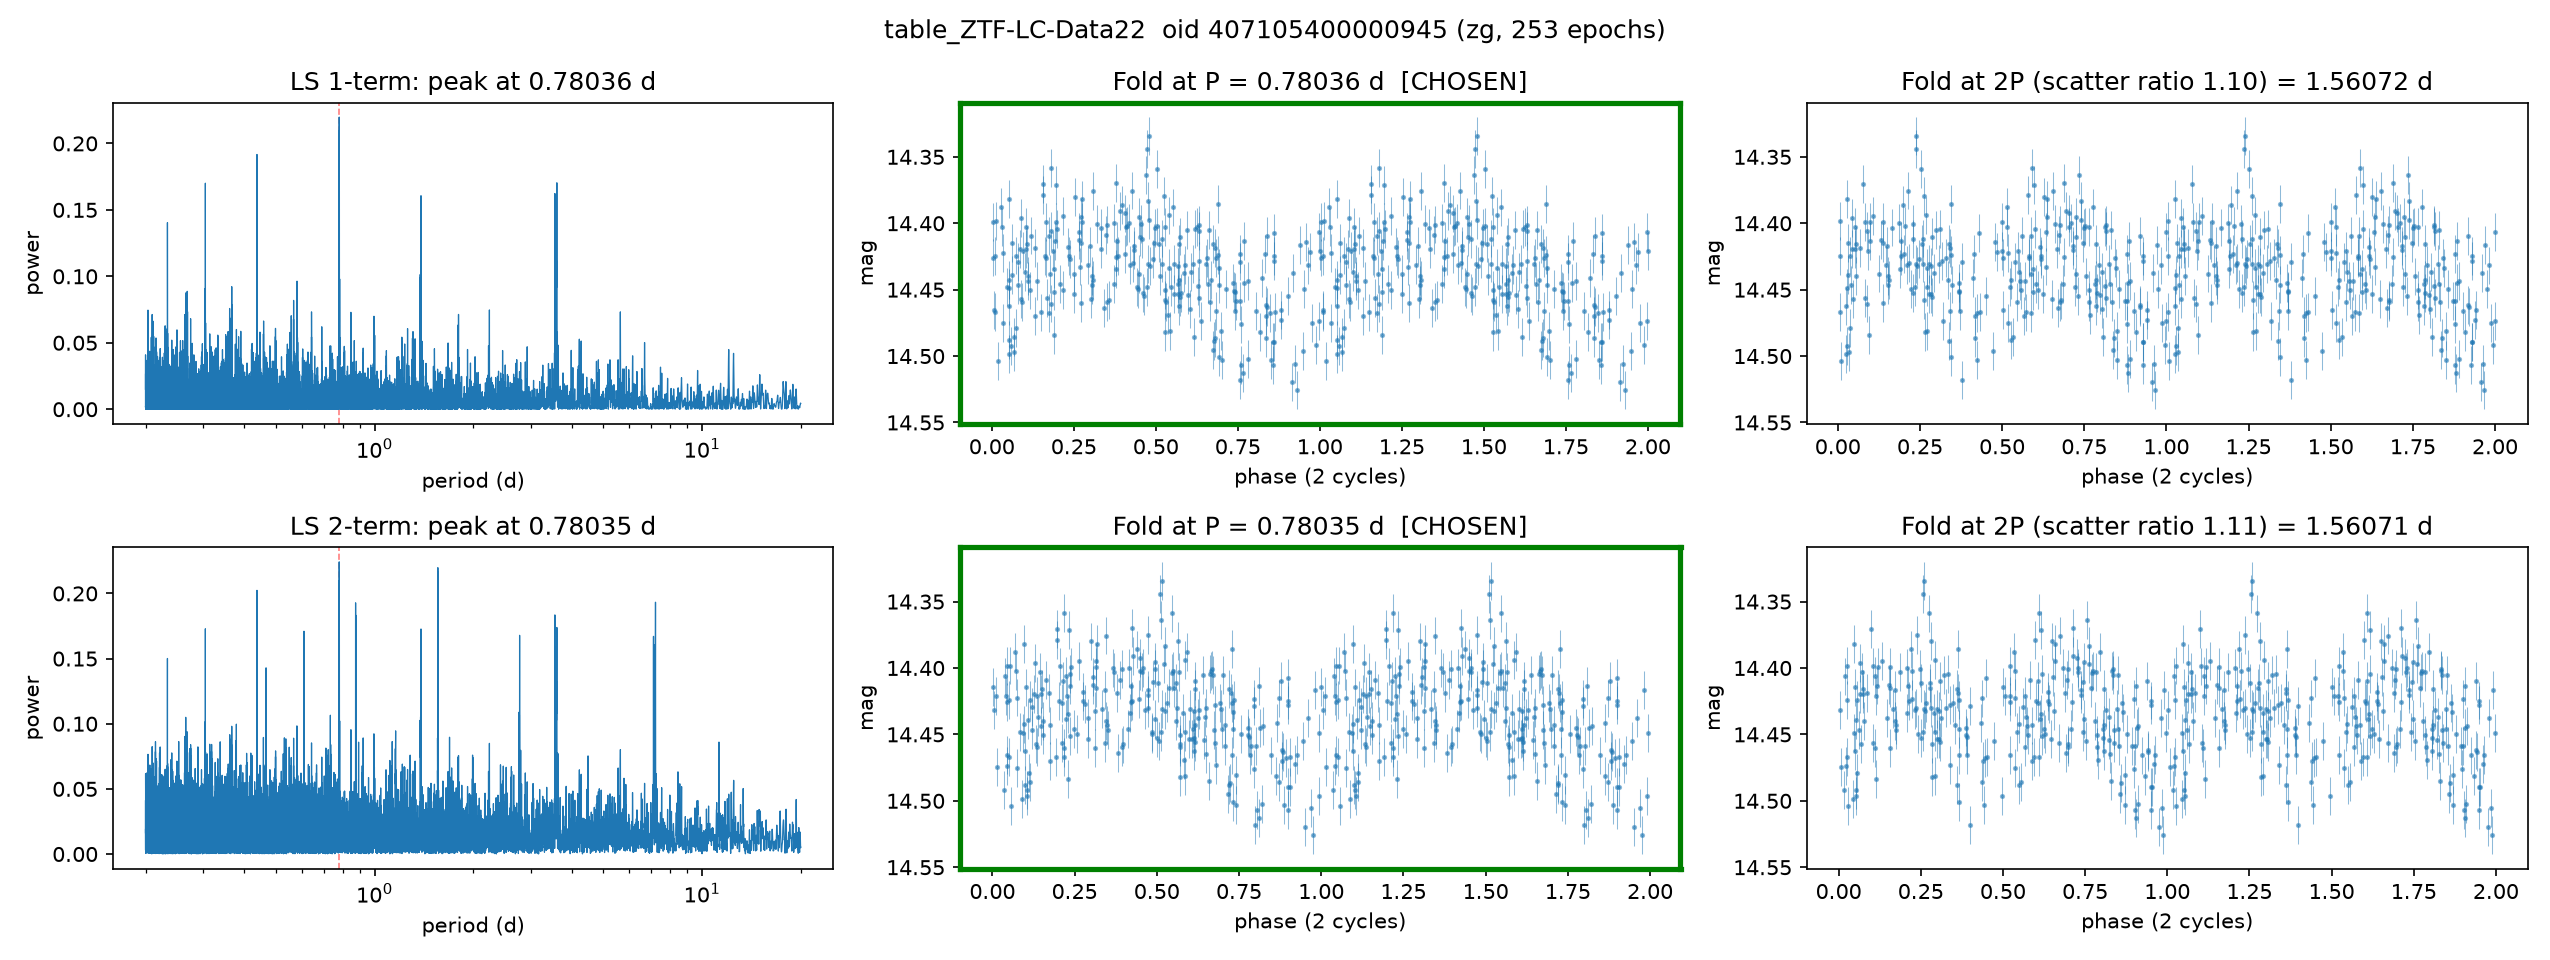 table_ZTF-LC-Data22  oid 407105400000945 (zg, 253 epochs)
LS 1-term: peak at 0.78036 d
Fold at P = 0.78036 d  [CHOSEN]
Fold at 2P (scatter ratio 1.10) = 1.56072 d
power
0.20
0.15
0.10
0.05
0.00
10⁰
10¹
period (d)
mag
14.35
14.40
14.45
14.50
14.55
0.00 0.25 0.50 0.75 1.00 1.25 1.50 1.75 2.00
phase (2 cycles)
mag
14.35
14.40
14.45
14.50
14.55
0.00 0.25 0.50 0.75 1.00 1.25 1.50 1.75 2.00
phase (2 cycles)
LS 2-term: peak at 0.78035 d
Fold at P = 0.78035 d  [CHOSEN]
Fold at 2P (scatter ratio 1.11) = 1.56071 d
power
0.20
0.15
0.10
0.05
0.00
10⁰
10¹
period (d)
mag
14.35
14.40
14.45
14.50
14.55
0.00 0.25 0.50 0.75 1.00 1.25 1.50 1.75 2.00
phase (2 cycles)
mag
14.35
14.40
14.45
14.50
14.55
0.00 0.25 0.50 0.75 1.00 1.25 1.50 1.75 2.00
phase (2 cycles)